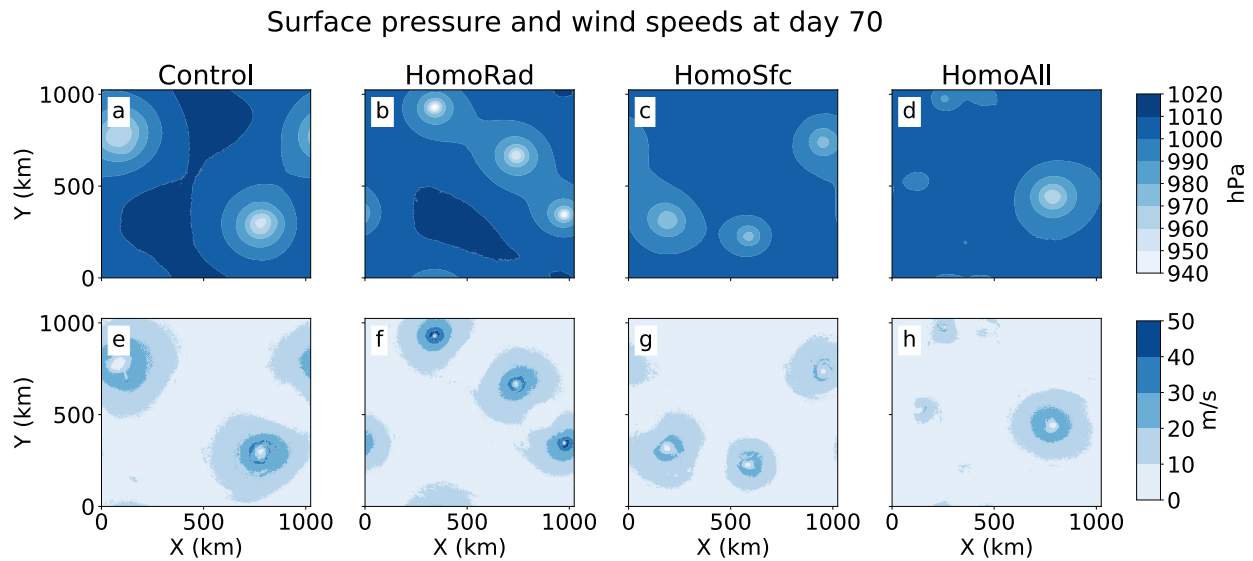 Surface pressure and wind speeds at day 70
Control HomoRad HomoSfc HomoAll
a b c d
Y (km)
1000
500
0
1020
1010
1000
990
980
970
960
950
940
hPa
e f g h
Y (km)
1000
500
0
50
40
30
20
10
0
m/s
0 500 1000 0 500 1000 0 500 1000 0 500 1000
X (km) X (km) X (km) X (km)